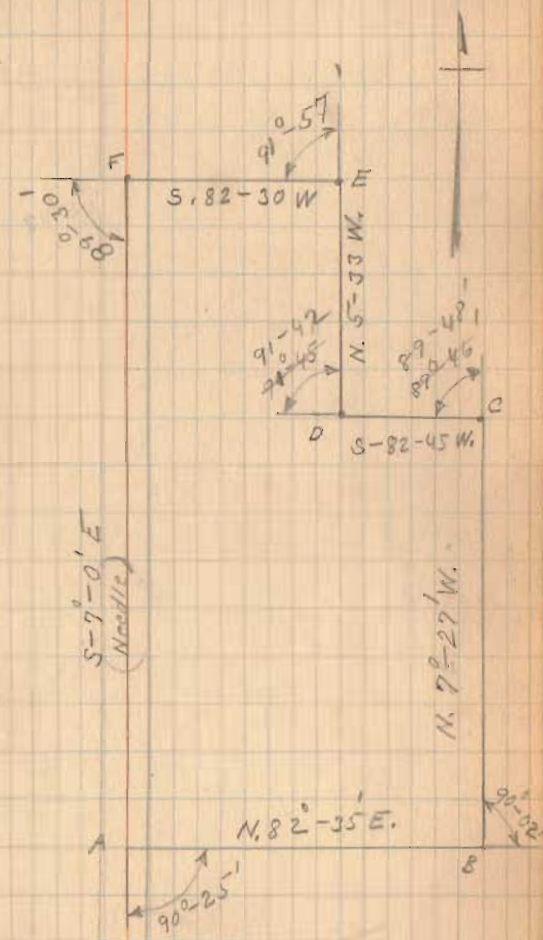 91°-57
F
E
S. 82-30 W
89°,30'
N. 5-33 W.
91-42
91°-45
89-48'
89°-46
C
D
S-82-45 W.
S-7°-0' E
(Needle)
N. 7°-27' W.
N. 82°-35' E.
90°-02'
A
B
90°-25'